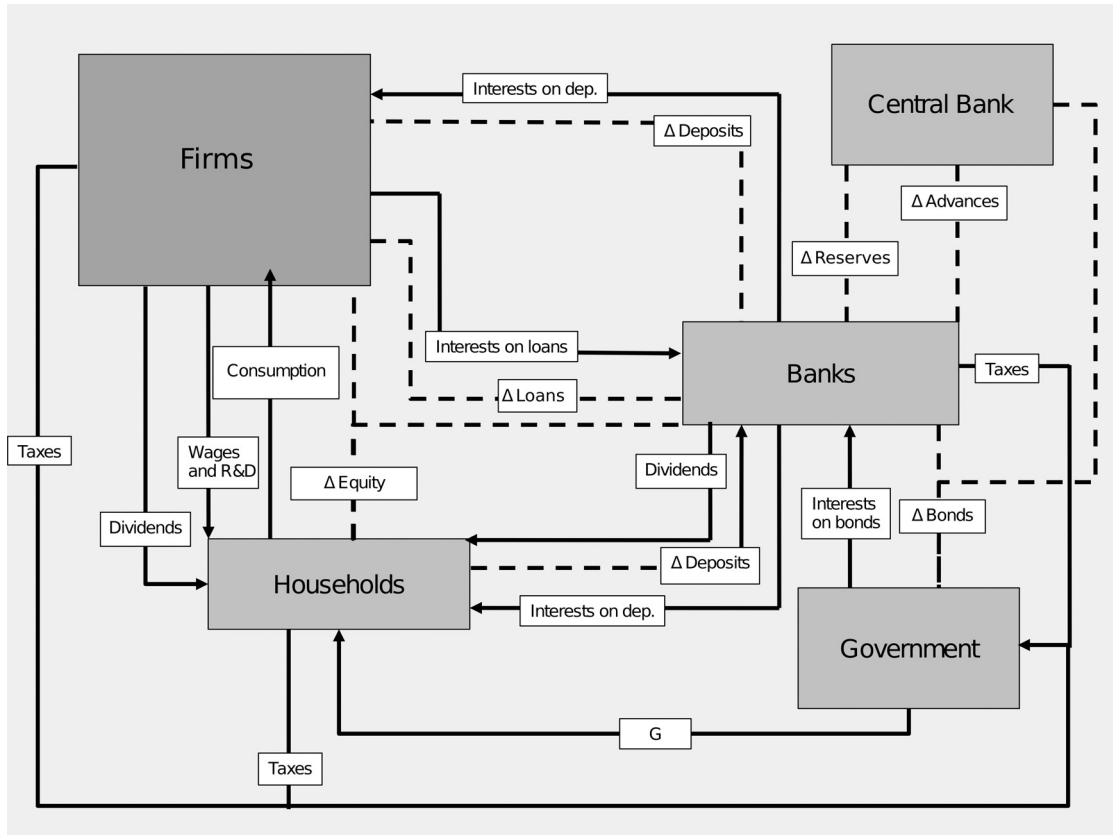 Interests on dep.
Central Bank
Δ Deposits
Firms
Δ Advances
Δ Reserves
Interests on loans
Consumption
Banks
Taxes
Δ Loans
Taxes
Wages
and R&D
Dividends
Δ Equity
Interests
on bonds
Δ Bonds
Dividends
Δ Deposits
Households
Interests on dep.
Government
G
Taxes